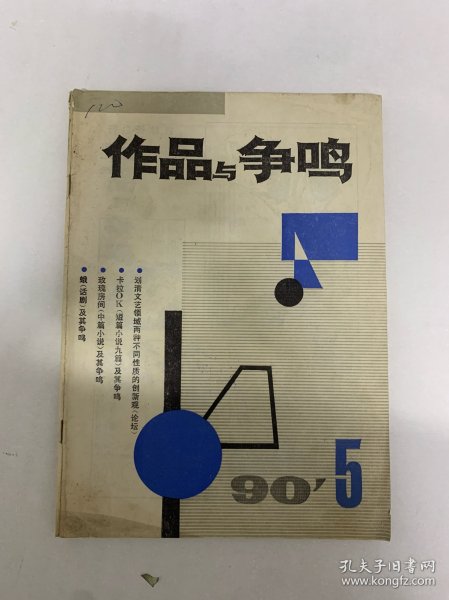 作品与争鸣
●划清文艺领域两种不同性质的创新观(论坛)
●卡拉OK(短篇小说九篇)及其争鸣
●玫瑰房间(中篇小说)及其争鸣
●蛾(话剧)及其争鸣
90' 5
孔夫子旧书网
www.kongfz.com